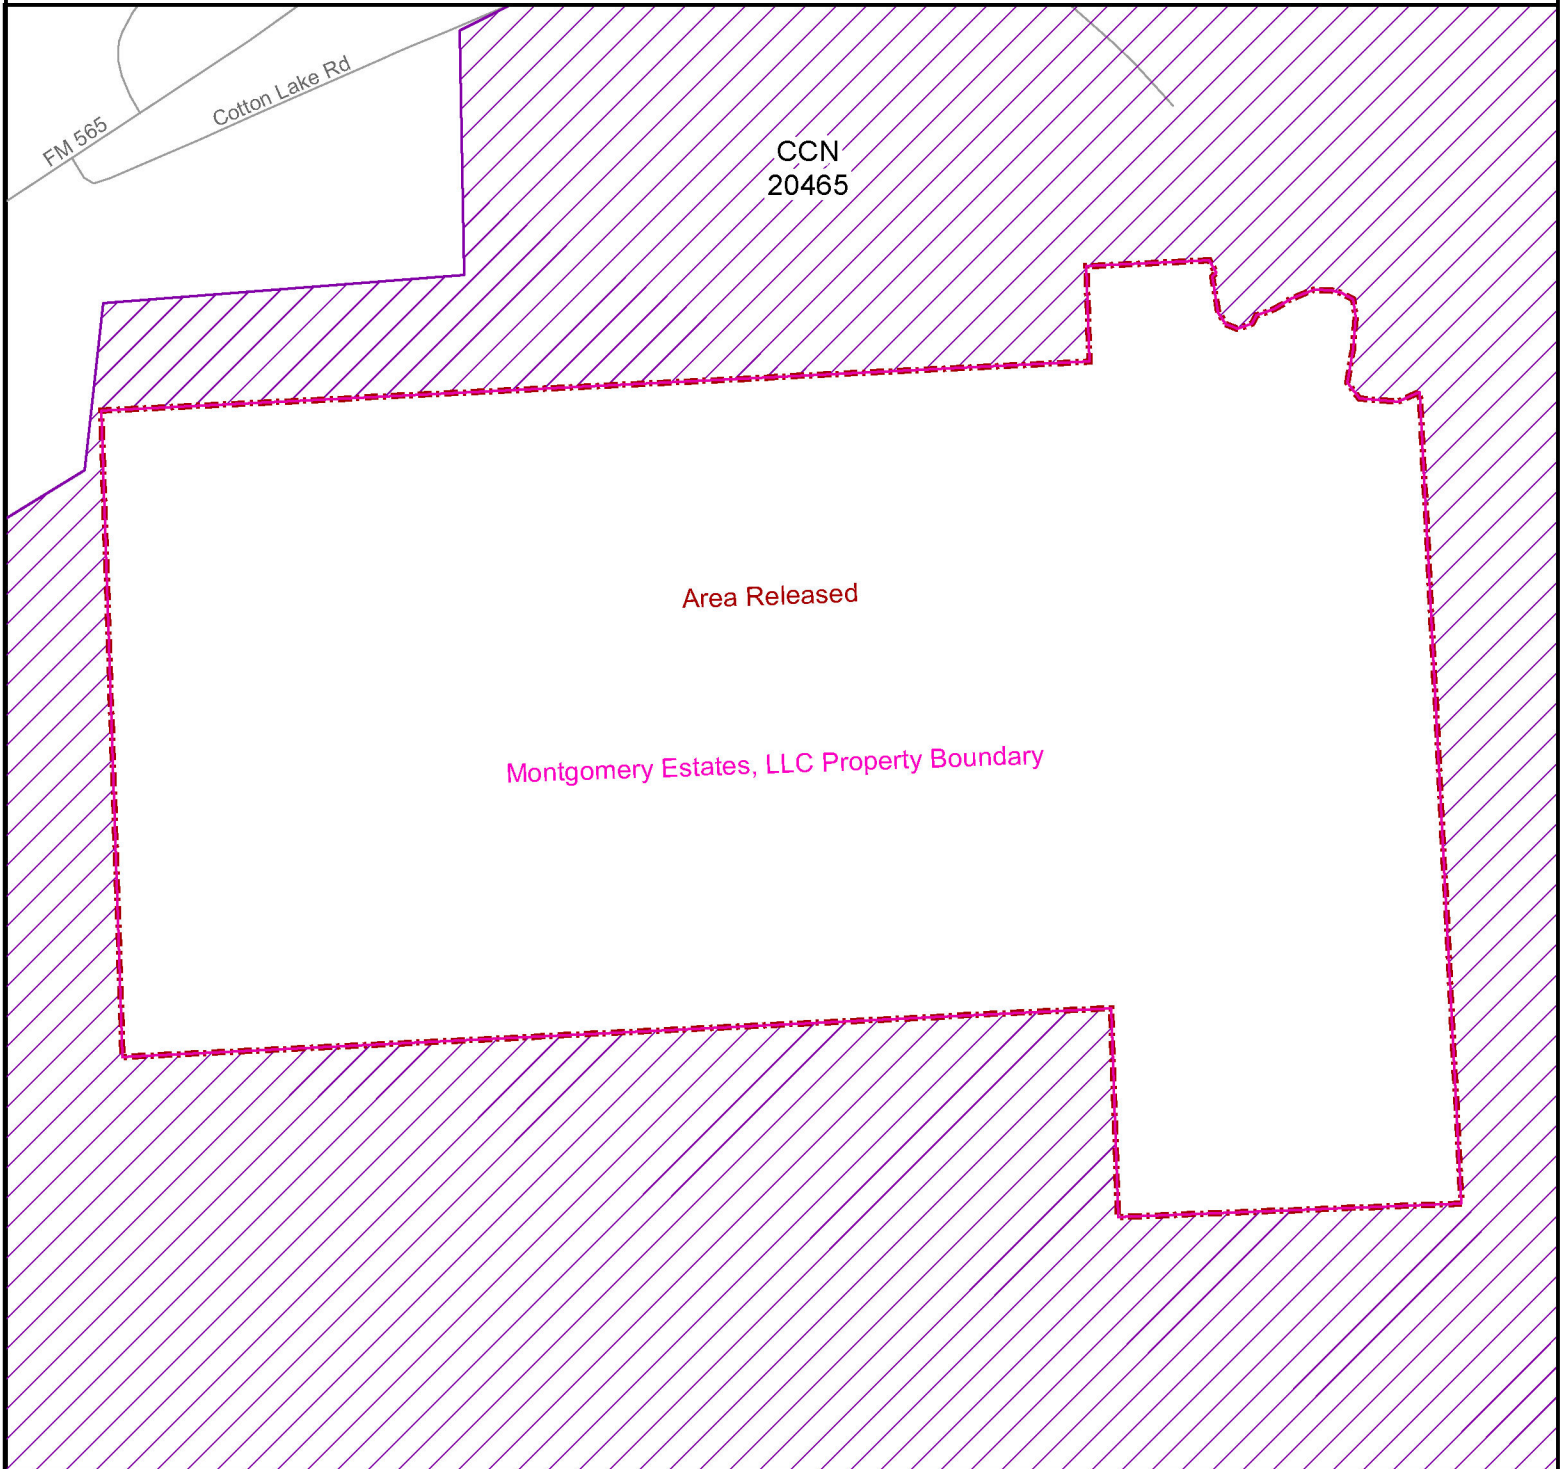 Cotton Lake Rd
FM 565
CCN
20465
Area Released
Montgomery Estates, LLC Property Boundary